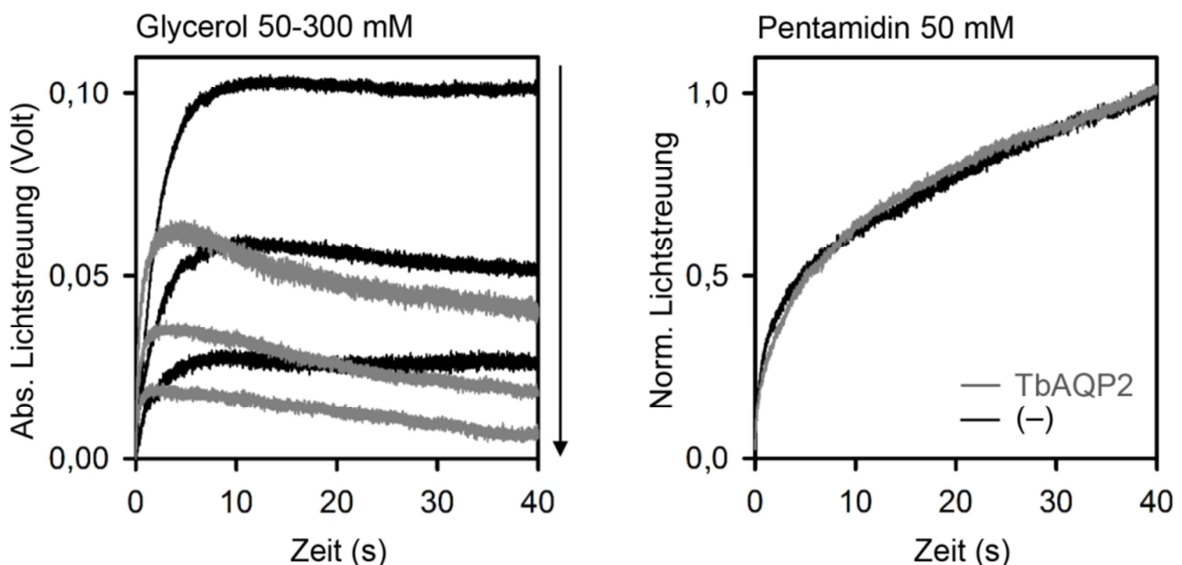 Glycerol 50-300 mM
Abs. Lichtstreuung (Volt)
0,10
0,05
0,00
0 10 20 30 40
Zeit (s)
Pentamidin 50 mM
Norm. Lichtstreuung
1,0
0,5
0,0
TbAQP2
(–)
0 10 20 30 40
Zeit (s)